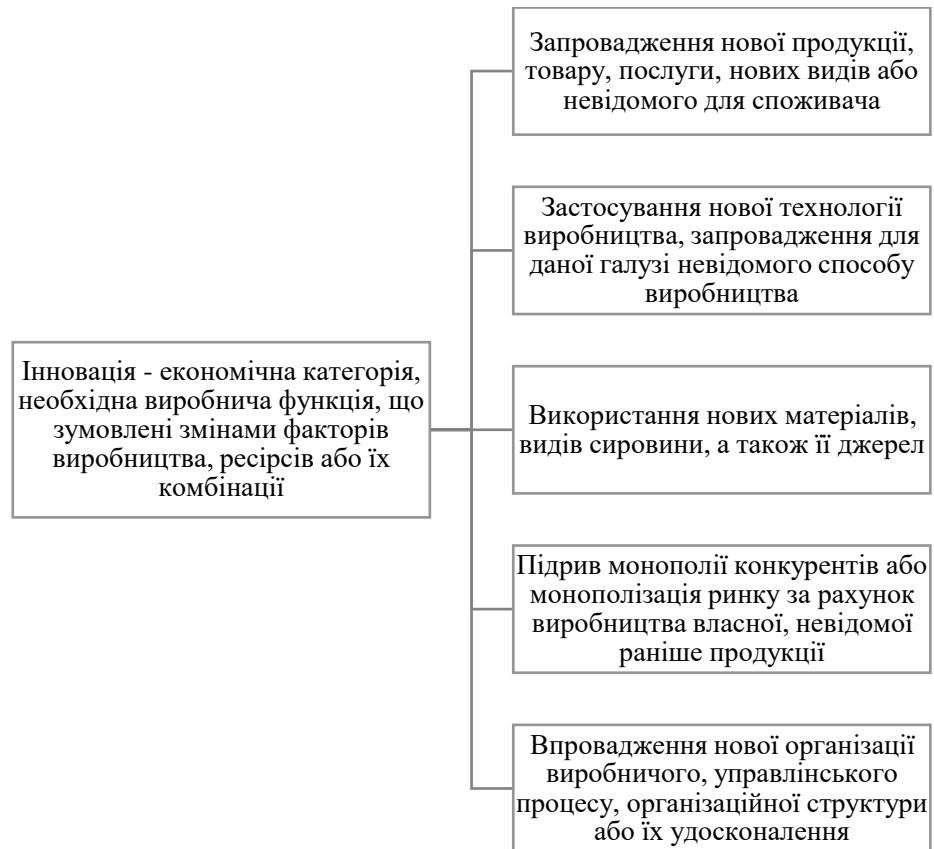 Запровадження нової продукції,
товару, послуги, нових видів або
невідомого для споживача
Застосування нової технології
виробництва, запровадження для
даної галузі невідомого способу
виробництва
Інновація - економічна категорія,
необхідна виробнича функція, що
зумовлені змінами факторів
виробництва, ресірсів або їх
комбінації
Використання нових матеріалів,
видів сировини, а також її джерел
Підрив монополії конкурентів або
монополізація ринку за рахунок
виробництва власної, невідомої
раніше продукції
Впровадження нової організації
виробничого, управлінського
процесу, організаційної структури
або їх удосконалення